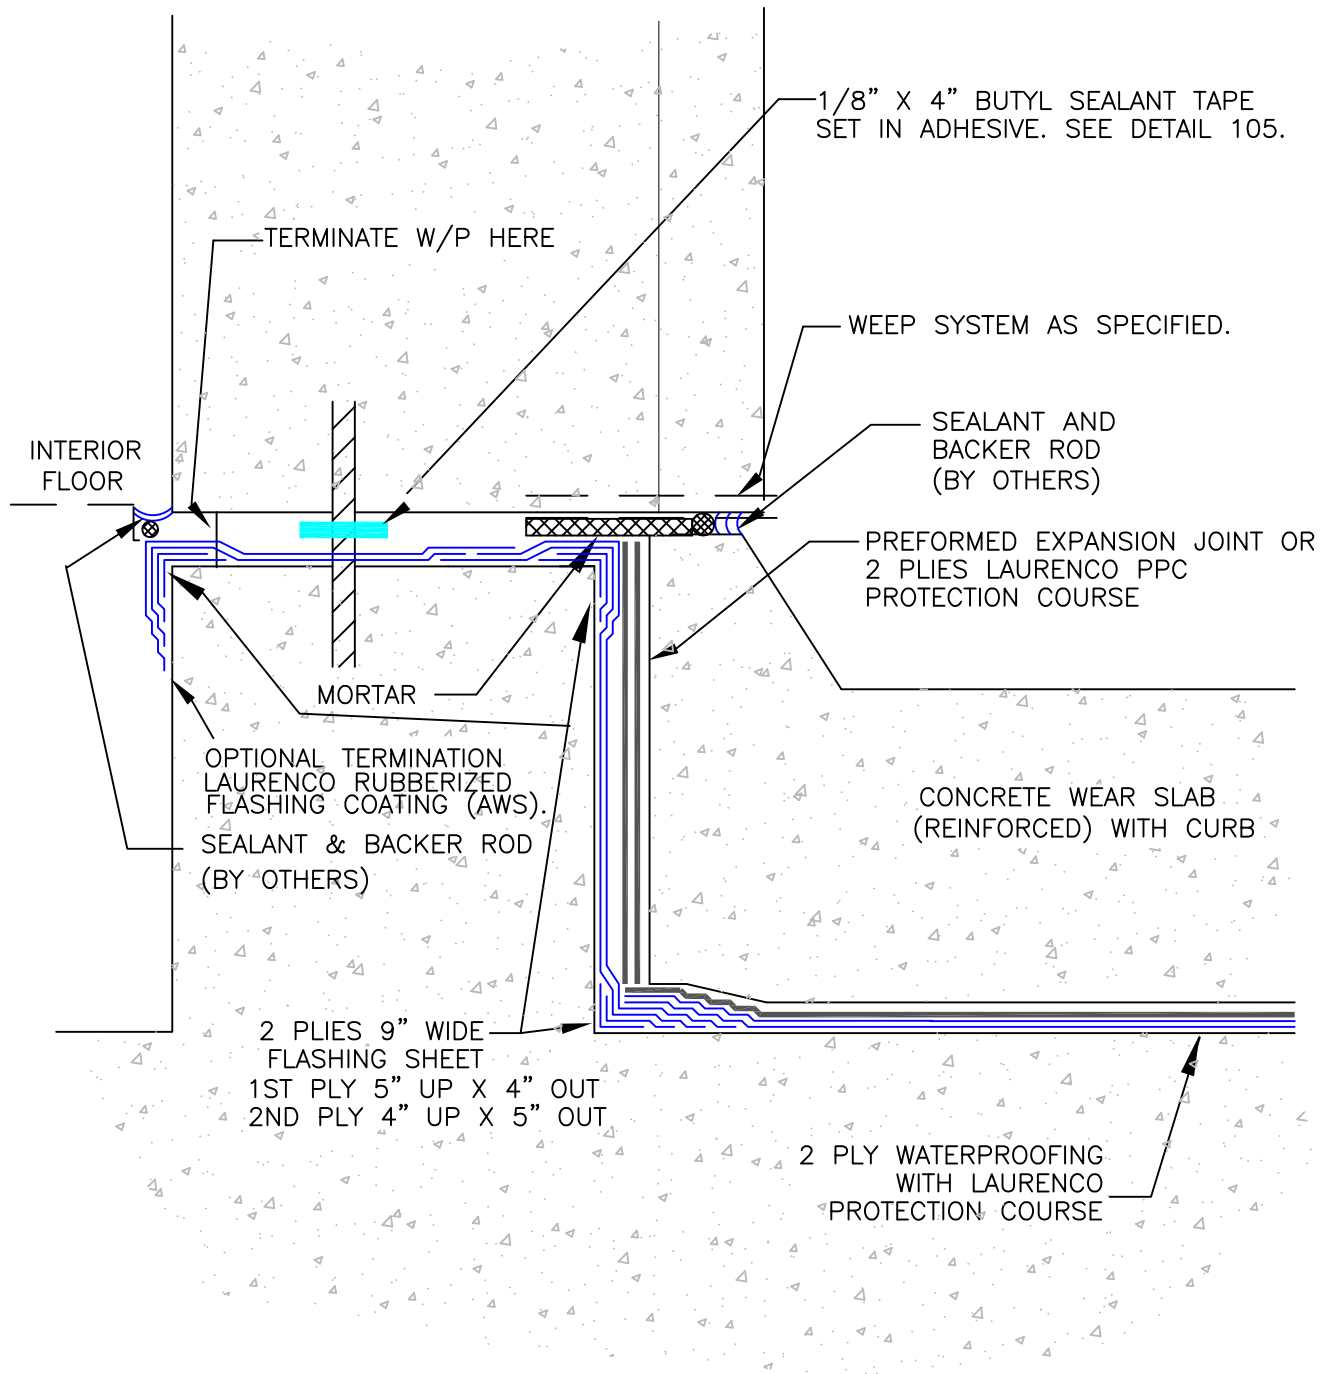 1/8” X 4” BUTYL SEALANT TAPE
SET IN ADHESIVE. SEE DETAIL 105.
TERMINATE W/P HERE
WEEP SYSTEM AS SPECIFIED.
SEALANT AND
BACKER ROD
(BY OTHERS)
INTERIOR
FLOOR
PREFORMED EXPANSION JOINT OR
2 PLIES LAURENCO PPC
PROTECTION COURSE
MORTAR
OPTIONAL TERMINATION
LAURENCO RUBBERIZED
FLASHING COATING (AWS).
SEALANT & BACKER ROD
(BY OTHERS)
CONCRETE WEAR SLAB
(REINFORCED) WITH CURB
2 PLIES 9” WIDE
FLASHING SHEET
1ST PLY 5” UP X 4” OUT
2ND PLY 4” UP X 5” OUT
2 PLY WATERPROOFING
WITH LAURENCO
PROTECTION COURSE